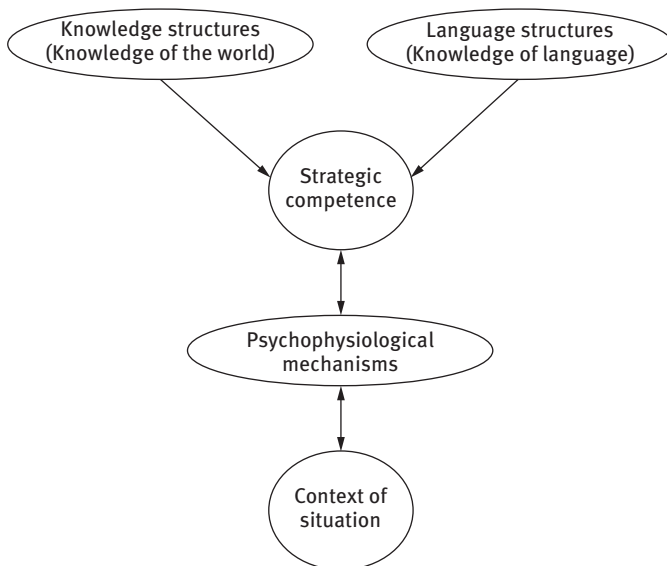 Knowledge structures
(Knowledge of the world)
Language structures
(Knowledge of language)
Strategic
competence
Psychophysiological
mechanisms
Context of
situation